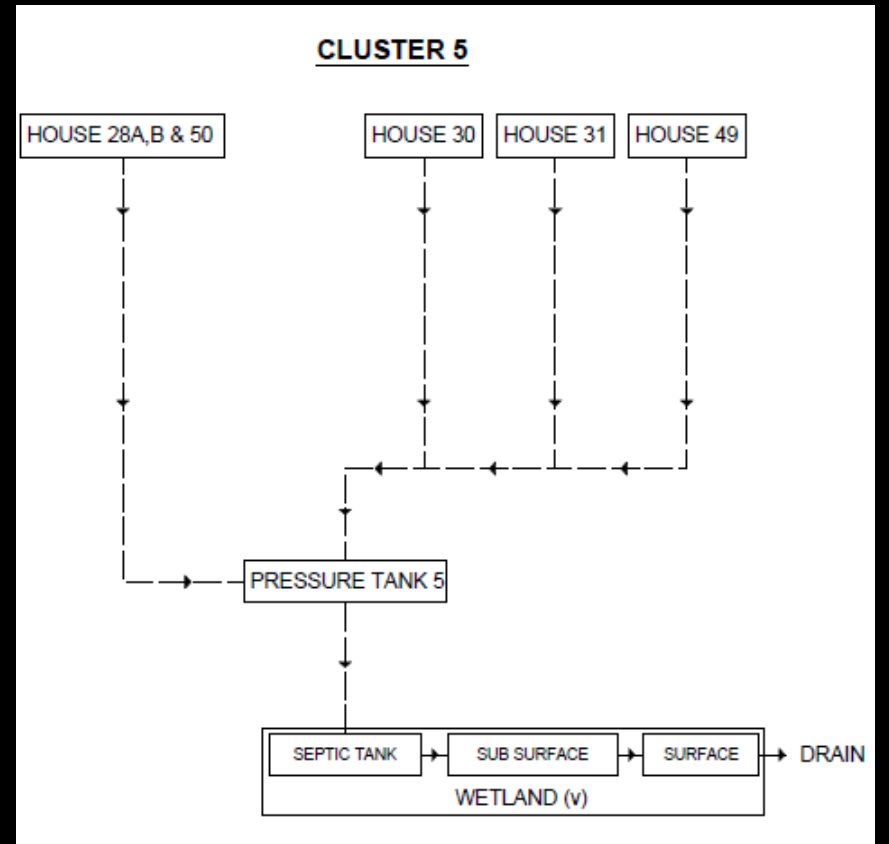 CLUSTER 5
HOUSE 28A,B & 50
HOUSE 30
HOUSE 31
HOUSE 49
PRESSURE TANK 5
SEPTIC TANK
SUB SURFACE
SURFACE
DRAIN
WETLAND (v)